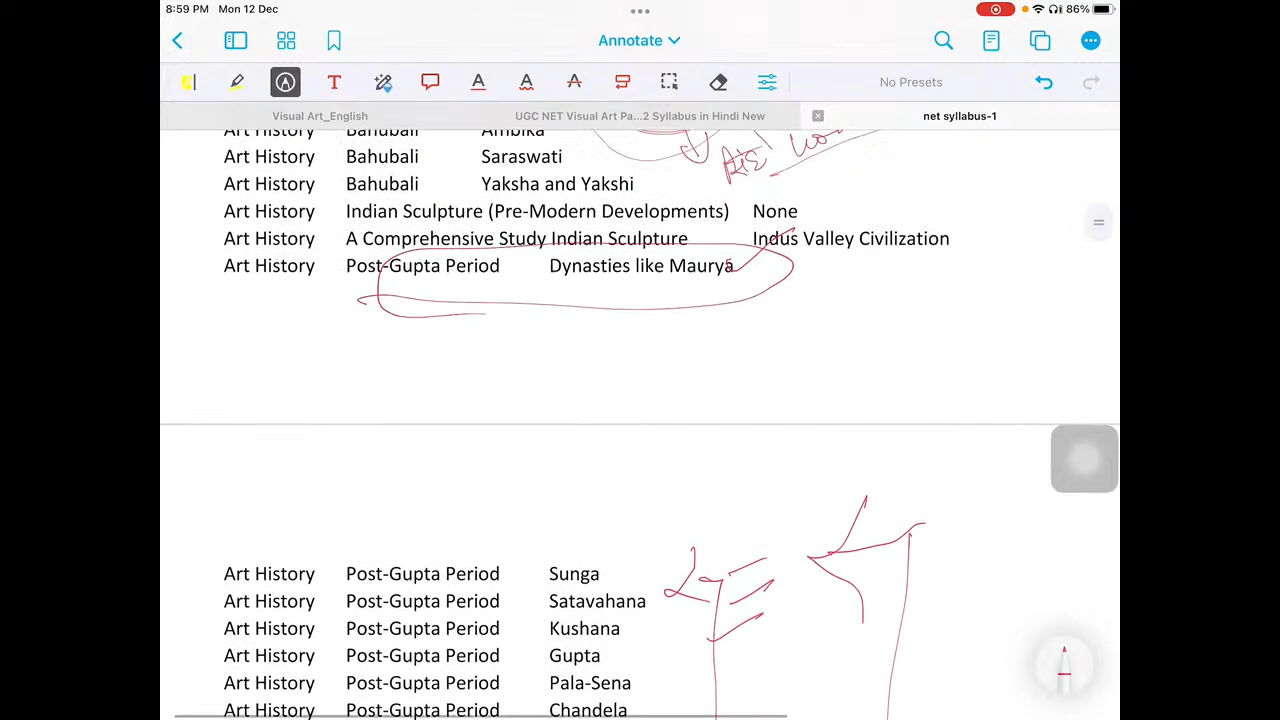 8:59 PM Mon 12 Dec
86%
Annotate
T
A
A
A
No Presets
Visual Art_English
UGC NET Visual Art Pa...2 Syllabus in Hindi New
net syllabus-1
Art History Bahubali Ambika
Art History Bahubali Saraswati
Art History Bahubali Yaksha and Yakshi
Art History Indian Sculpture (Pre-Modern Developments) None
Art History A Comprehensive Study Indian Sculpture Indus Valley Civilization
Art History Post-Gupta Period Dynasties like Maurya
Art History Post-Gupta Period Sunga
Art History Post-Gupta Period Satavahana
Art History Post-Gupta Period Kushana
Art History Post-Gupta Period Gupta
Art History Post-Gupta Period Pala-Sena
Art History Post-Gupta Period Chandela